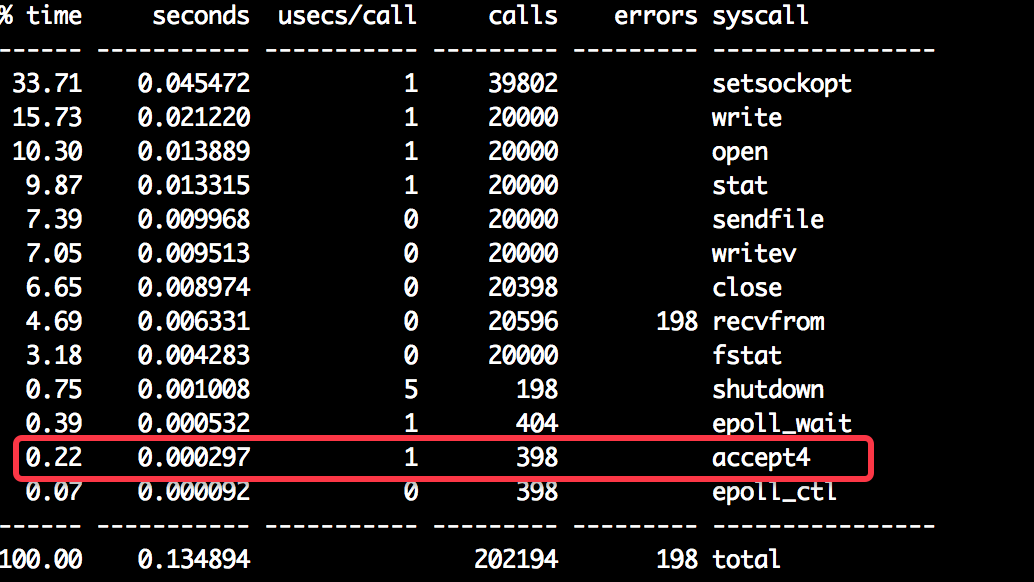 % time     seconds  usecs/call     calls    errors syscall
------ ----------- ----------- --------- --------- ----------------
 33.71    0.045472           1     39802           setsockopt
 15.73    0.021220           1     20000           write
 10.30    0.013889           1     20000           open
  9.87    0.013315           1     20000           stat
  7.39    0.009968           0     20000           sendfile
  7.05    0.009513           0     20000           writev
  6.65    0.008974           0     20398           close
  4.69    0.006331           0     20596       198 recvfrom
  3.18    0.004283           0     20000           fstat
  0.75    0.001008           5       198           shutdown
  0.39    0.000532           1       404           epoll_wait
  0.22    0.000297           1       398           accept4
  0.07    0.000092           0       398           epoll_ctl
------ ----------- ----------- --------- --------- ----------------
100.00    0.134894                202194       198 total